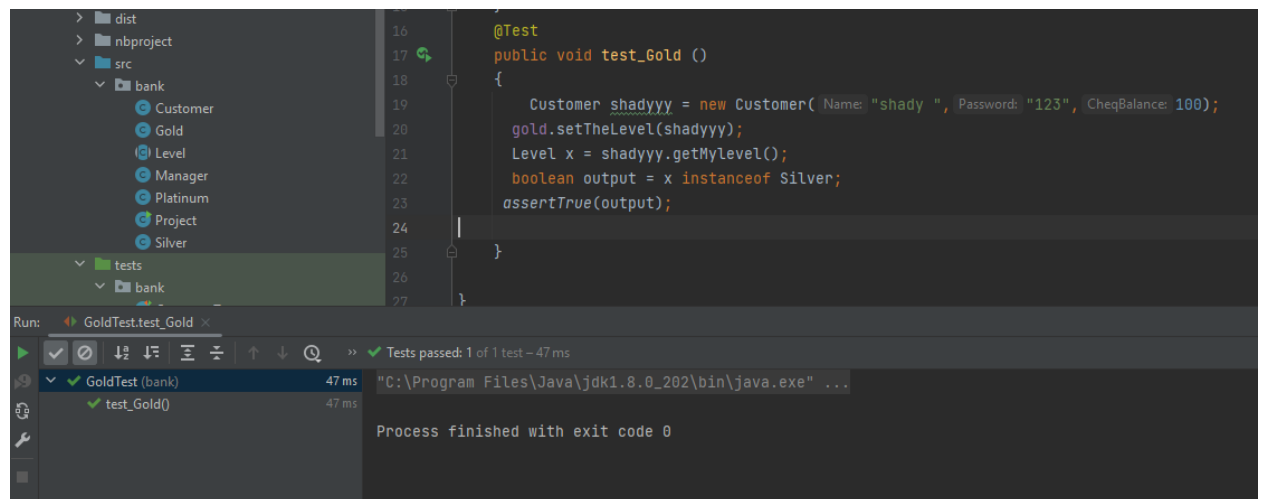 dist
nbproject
src
bank
Customer
Gold
Level
Manager
Platinum
Project
Silver
tests
bank
16 @Test
17 public void test_Gold ()
18 {
19 Customer shadyyy = new Customer( Name: "shady ", Password: "123", CheqBalance: 100);
20 gold.setTheLevel(shadyyy);
21 Level x = shadyyy.getMylevel();
22 boolean output = x instanceof Silver;
23 assertTrue(output);
24
25 }
26
27 }
Run: GoldTest.test_Gold ×
» Tests passed: 1 of 1 test – 47 ms
GoldTest (bank) 47 ms
test_Gold() 47 ms
"C:\Program Files\Java\jdk1.8.0_202\bin\java.exe" ...
Process finished with exit code 0